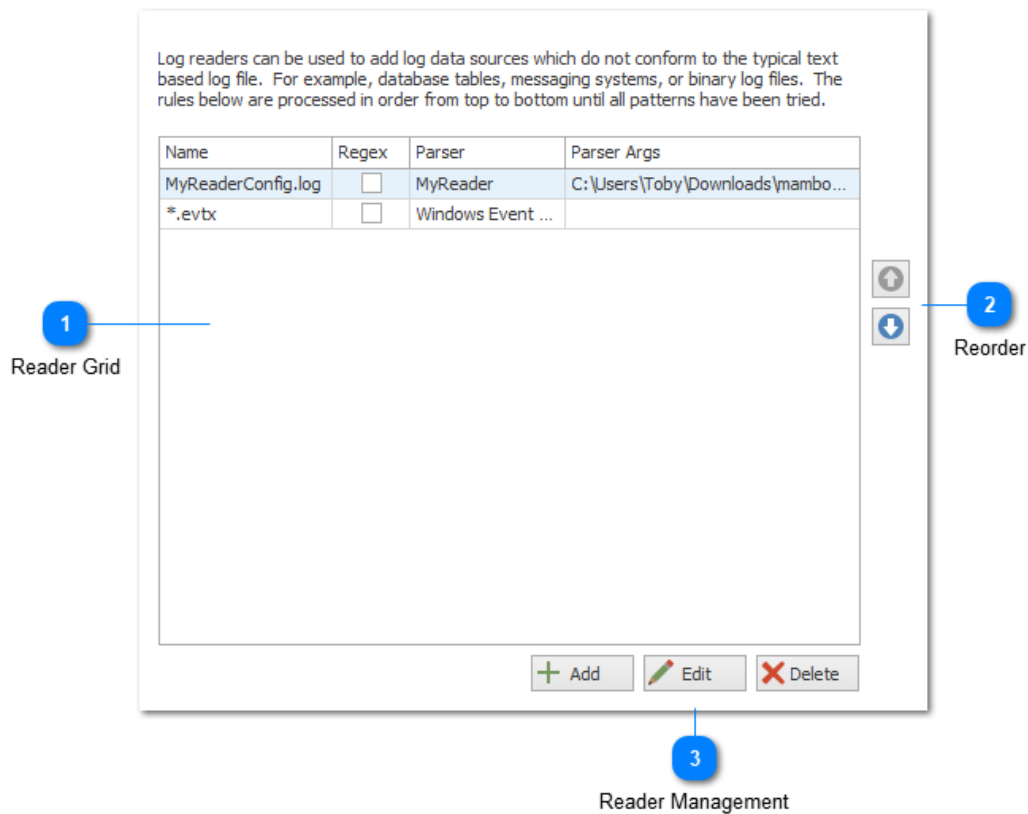 Log readers can be used to add log data sources which do not conform to the typical text
based log file. For example, database tables, messaging systems, or binary log files. The
rules below are processed in order from top to bottom until all patterns have been tried.
Name Regex Parser Parser Args
MyReaderConfig.log MyReader C:\Users\Toby\Downloads\mambo...
*.evtx Windows Event ...
1
Reader Grid
2
Reorder
Add Edit Delete
3
Reader Management